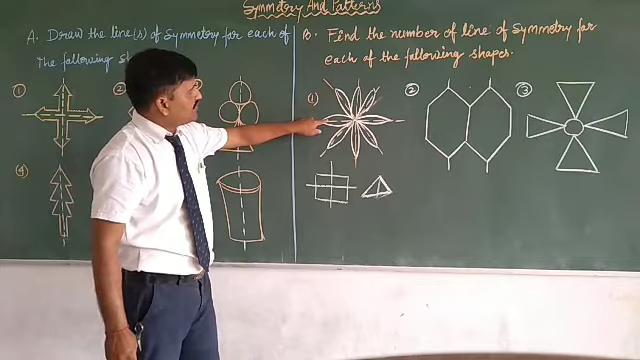 Symmetry And Patterns
A. Draw the line(s) of Symmetry for each of
the following
B. Find the number of line of symmetry for
each of the following shapes.
①
②
④
①
②
③